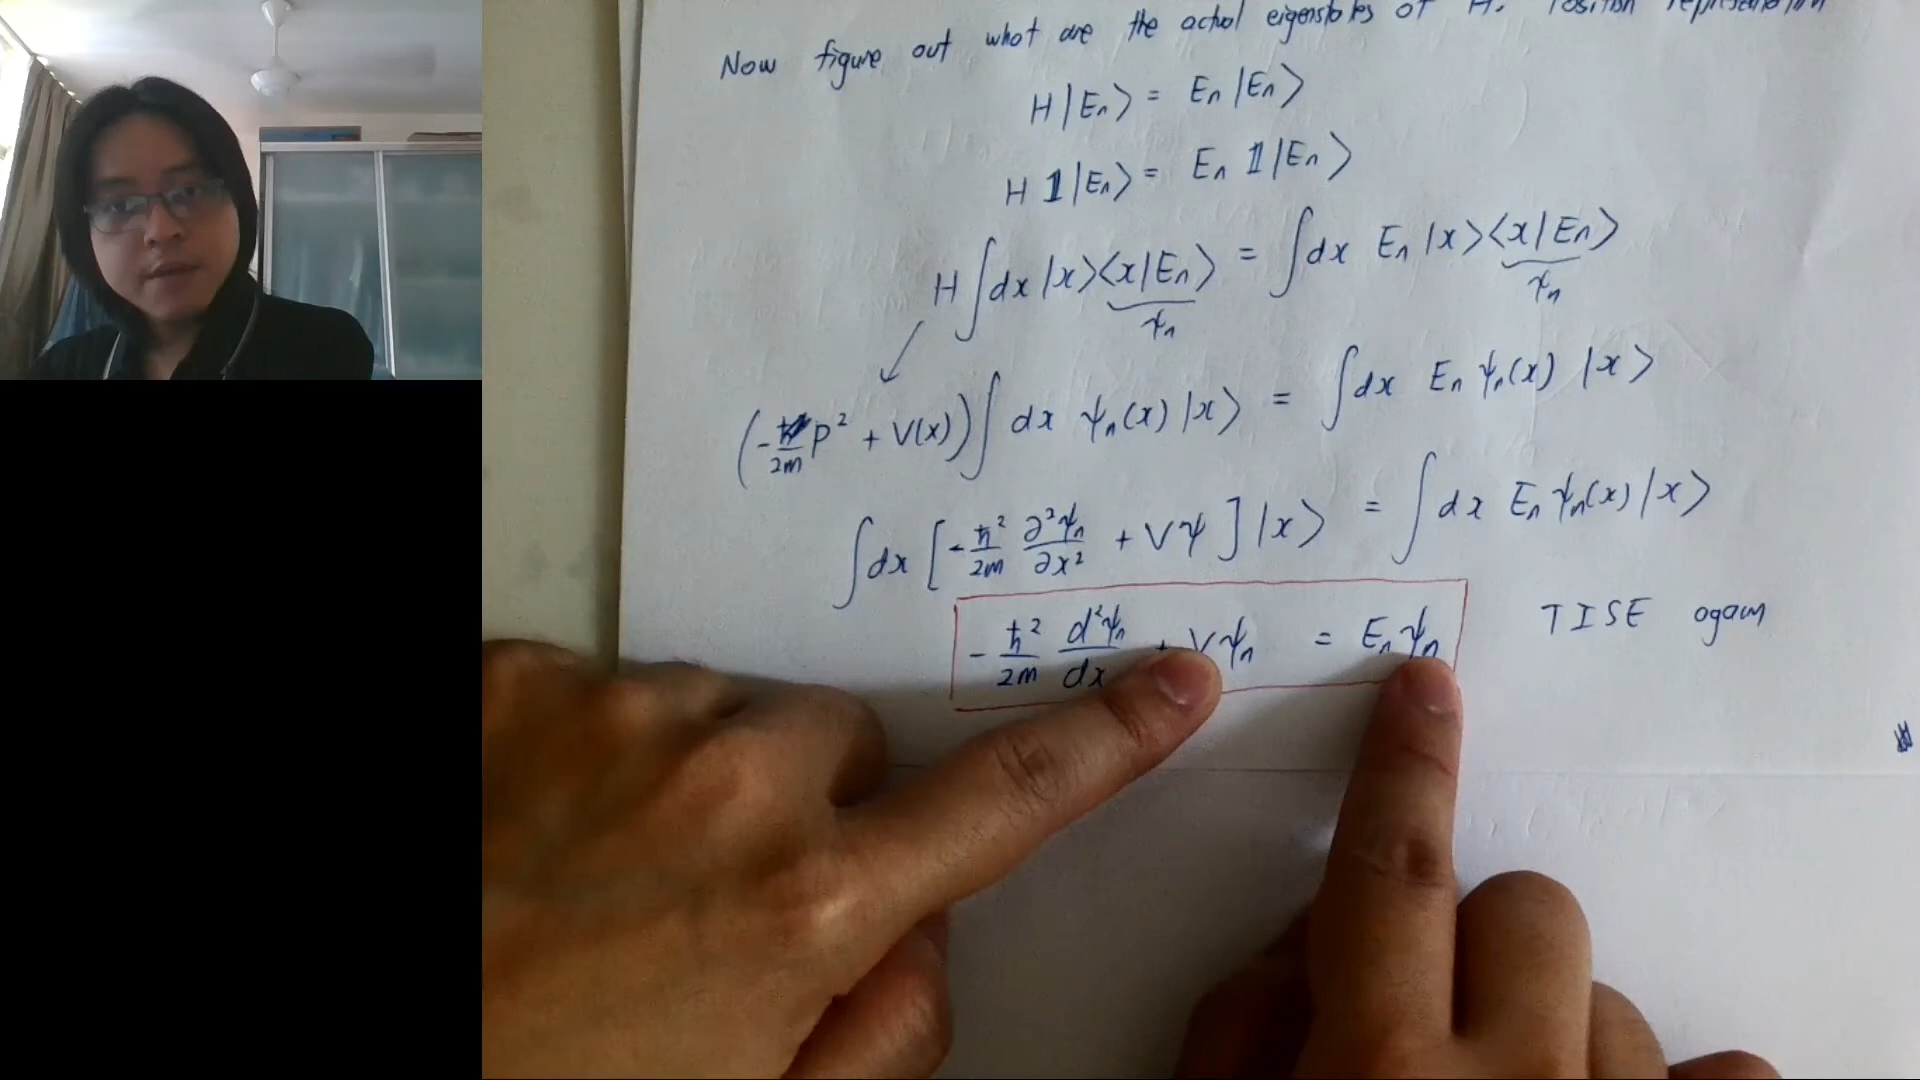 Now figure out what are the actual eigenstates of H. Position representation
H|Eₙ⟩ = Eₙ|Eₙ⟩
H 𝟙|Eₙ⟩ = Eₙ 𝟙|Eₙ⟩
H∫dx |x⟩⟨x|Eₙ⟩ = ∫dx Eₙ |x⟩⟨x|Eₙ⟩
ψₙ ψₙ
(-1/2m p² + V(x))∫dx ψₙ(x) |x⟩ = ∫dx Eₙ ψₙ(x) |x⟩
∫dx [-ħ²/2m ∂²ψₙ/∂x² + Vψ] |x⟩ = ∫dx Eₙ ψₙ(x) |x⟩
-ħ²/2m d²ψₙ/dx + Vψₙ = Eₙψₙ TISE again